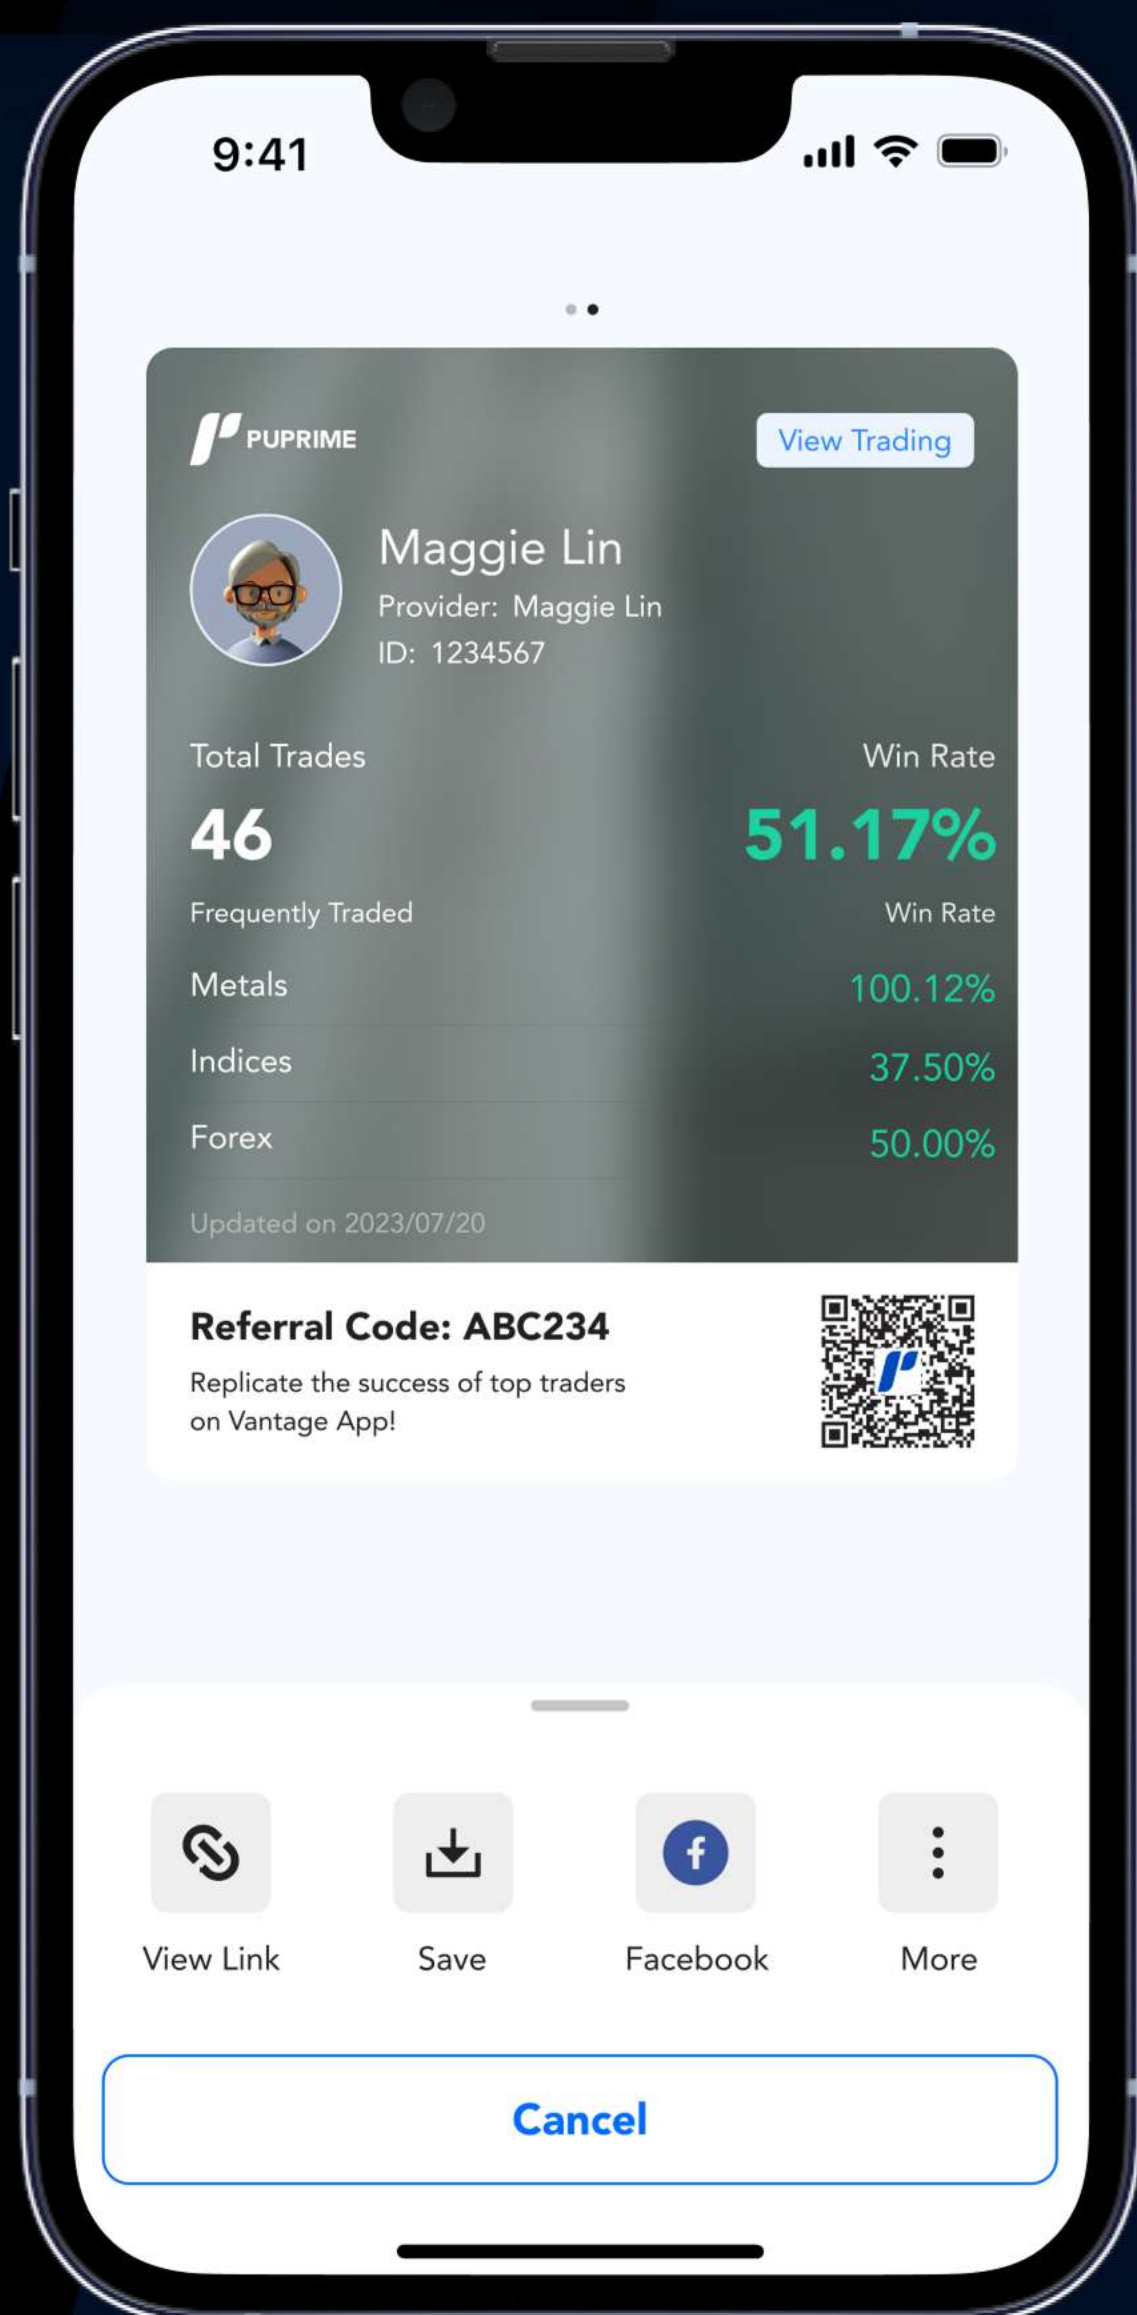 9:41
PUPRIME
View Trading
Maggie Lin
Provider: Maggie Lin
ID: 1234567
Total Trades
Win Rate
46
51.17%
Frequently Traded
Win Rate
Metals
100.12%
Indices
37.50%
Forex
50.00%
Updated on 2023/07/20
Referral Code: ABC234
Replicate the success of top traders
on Vantage App!
View Link
Save
Facebook
More
Cancel